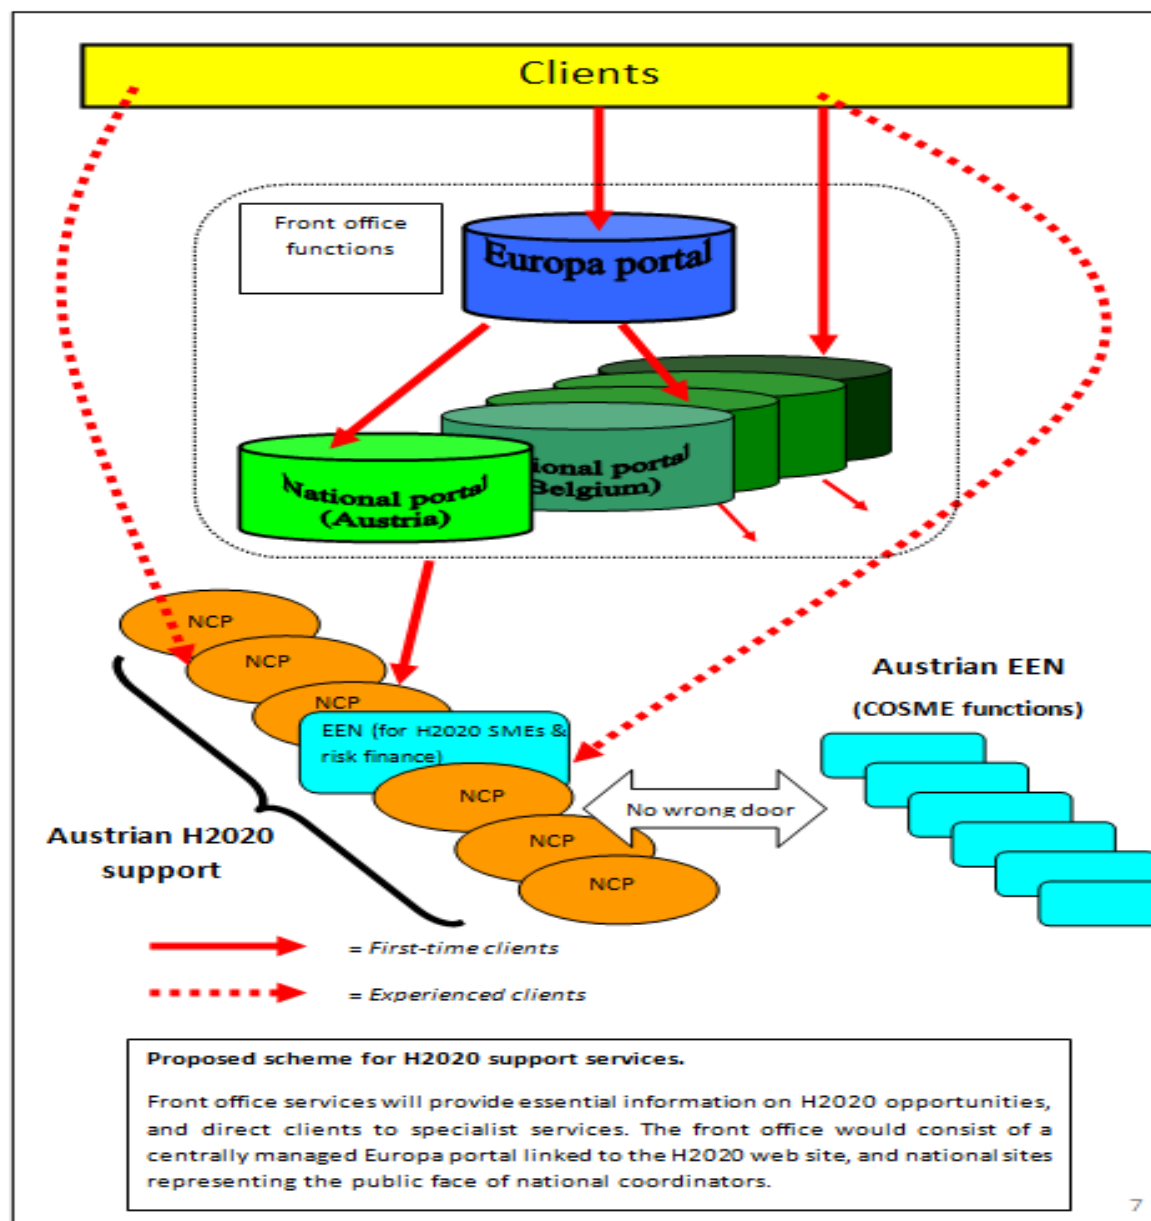 Clients
Front office
functions
Europa portal
ional portal
Belgium)
National portal
(Austria)
NCP
NCP
NCP
EEN (for H2020 SMEs &
risk finance)
NCP
NCP
NCP
No wrong door
Austrian EEN
(COSME functions)
Austrian H2020
support
= First-time clients
= Experienced clients
Proposed scheme for H2020 support services.
Front office services will provide essential information on H2020 opportunities,
and direct clients to specialist services. The front office would consist of a
centrally managed Europa portal linked to the H2020 web site, and national sites
representing the public face of national coordinators.
7